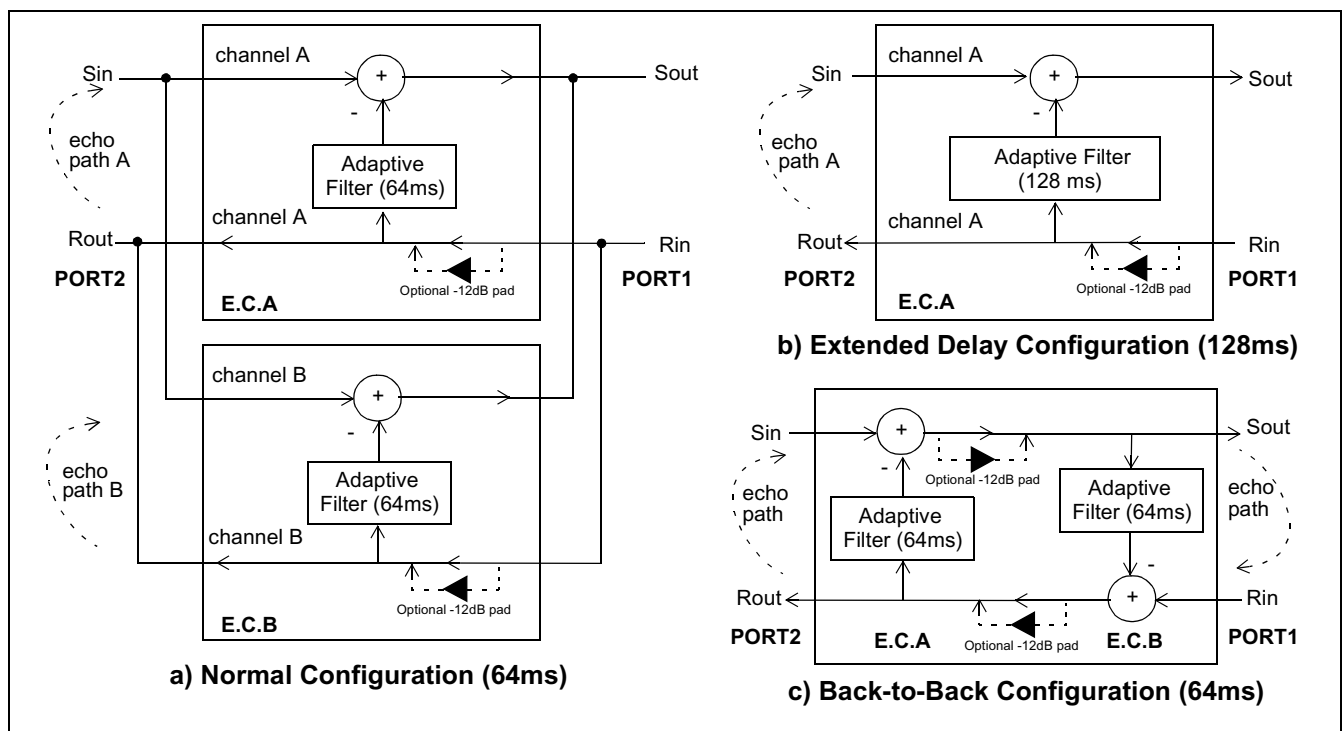 channel A
Sin
+
Sout
-
echo
path A
Adaptive
Filter (64ms)
channel A
Rout
Rin
PORT2
PORT1
Optional -12dB pad
E.C.A
channel B
+
-
echo
path B
Adaptive
Filter (64ms)
channel B
Optional -12dB pad
E.C.B
a) Normal Configuration (64ms)
channel A
Sin
+
Sout
-
echo
path A
Adaptive Filter
(128 ms)
channel A
Rout
Rin
PORT2
PORT1
Optional -12dB pad
E.C.A
b) Extended Delay Configuration (128ms)
Sin
+
Sout
-
Optional -12dB pad
echo
path
Adaptive
Filter (64ms)
Adaptive
Filter (64ms)
echo
path
-
Rout
+
Rin
PORT2
E.C.A
Optional -12dB pad
E.C.B
PORT1
c) Back-to-Back Configuration (64ms)